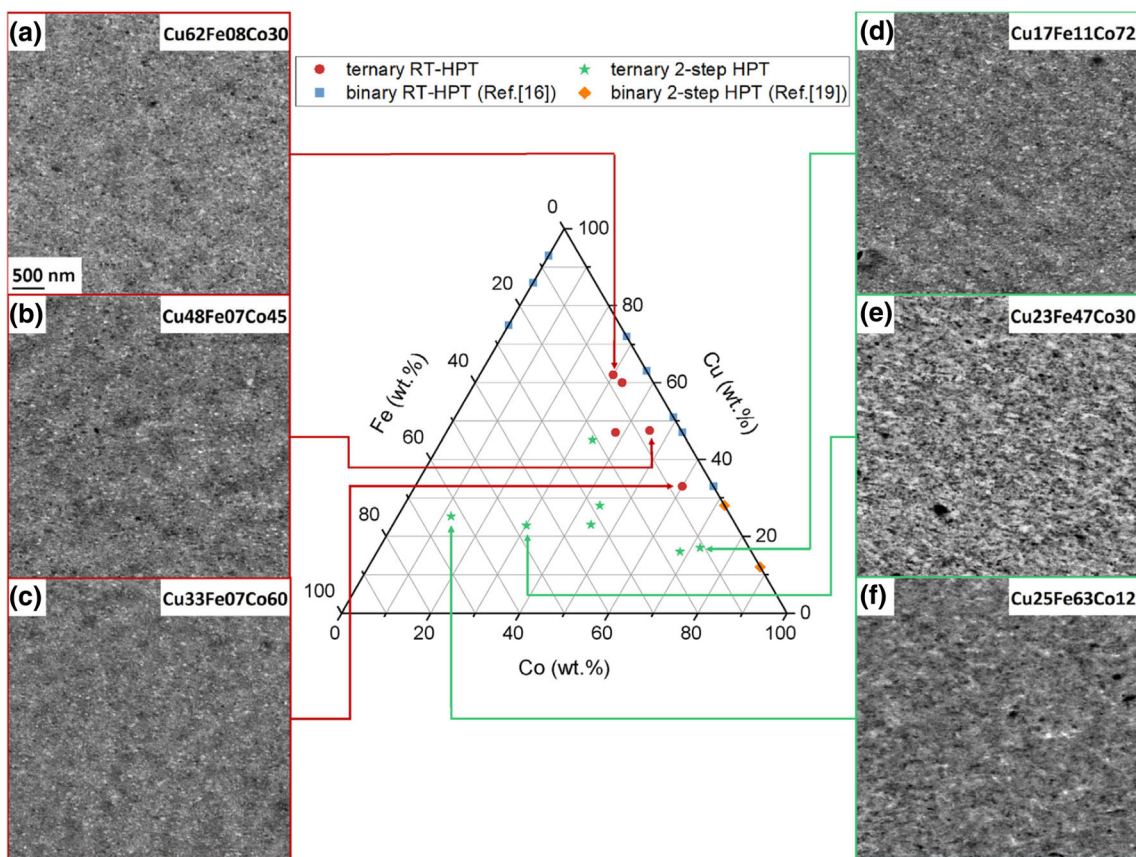 (a)
Cu62Fe08Co30
500 nm
(b)
Cu48Fe07Co45
(c)
Cu33Fe07Co60
ternary RT-HPT
ternary 2-step HPT
binary RT-HPT (Ref.[16])
binary 2-step HPT (Ref.[19])
0
100
20
80
40
60
60
40
80
20
100
0
0
20
40
60
80
100
Fe (wt.%)
Cu (wt.%)
Co (wt.%)
(d)
Cu17Fe11Co72
(e)
Cu23Fe47Co30
(f)
Cu25Fe63Co12